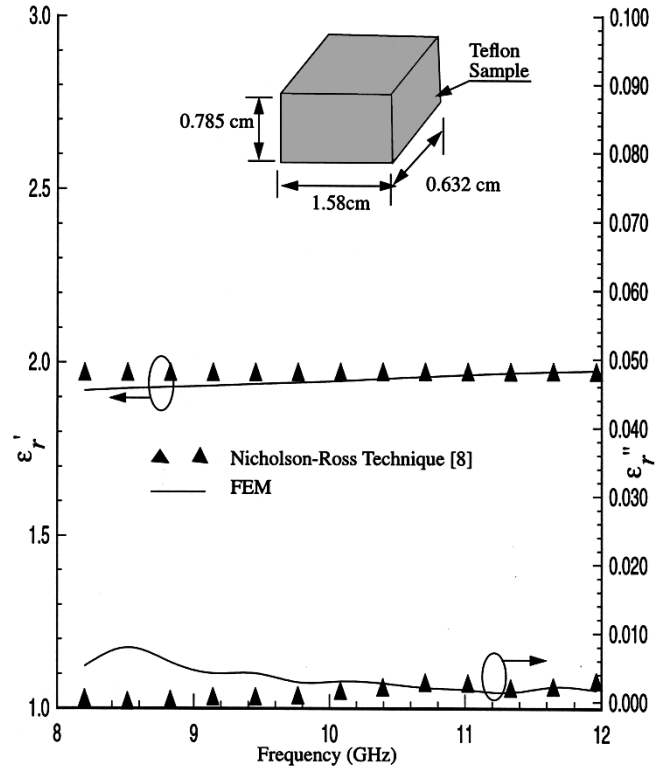 3.0
0.100
Teflon
Sample
0.090
0.785 cm
0.080
2.5
0.632 cm
1.58cm
0.070
0.060
2.0
0.050
0.040
εr'
εr''
Nicholson-Ross Technique [8]
FEM
0.030
1.5
0.020
0.010
1.0
0.000
8
9
10
11
12
Frequency (GHz)